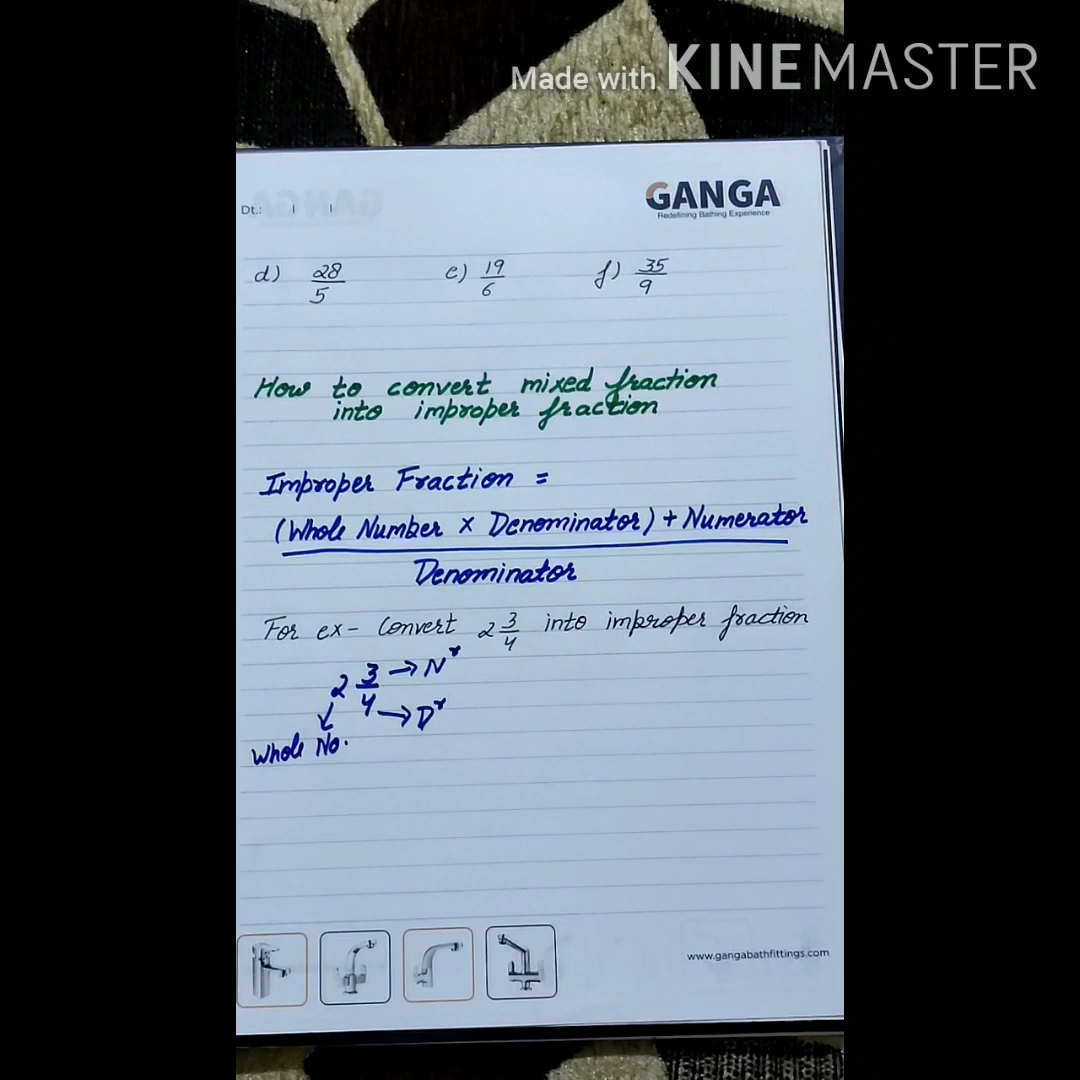 Made with KINEMASTER
GANGA
Redefining Bathing Experience
Dt.: | |
d) 28/5 e) 19/6 f) 35/9
How to convert mixed fraction
into improper fraction
Improper Fraction =
(Whole Number × Denominator) + Numerator
Denominator
For ex- Convert 2 3/4 into improper fraction
2 3/4 → Nʳ
→ Dʳ
Whole No.
www.gangabathfittings.com